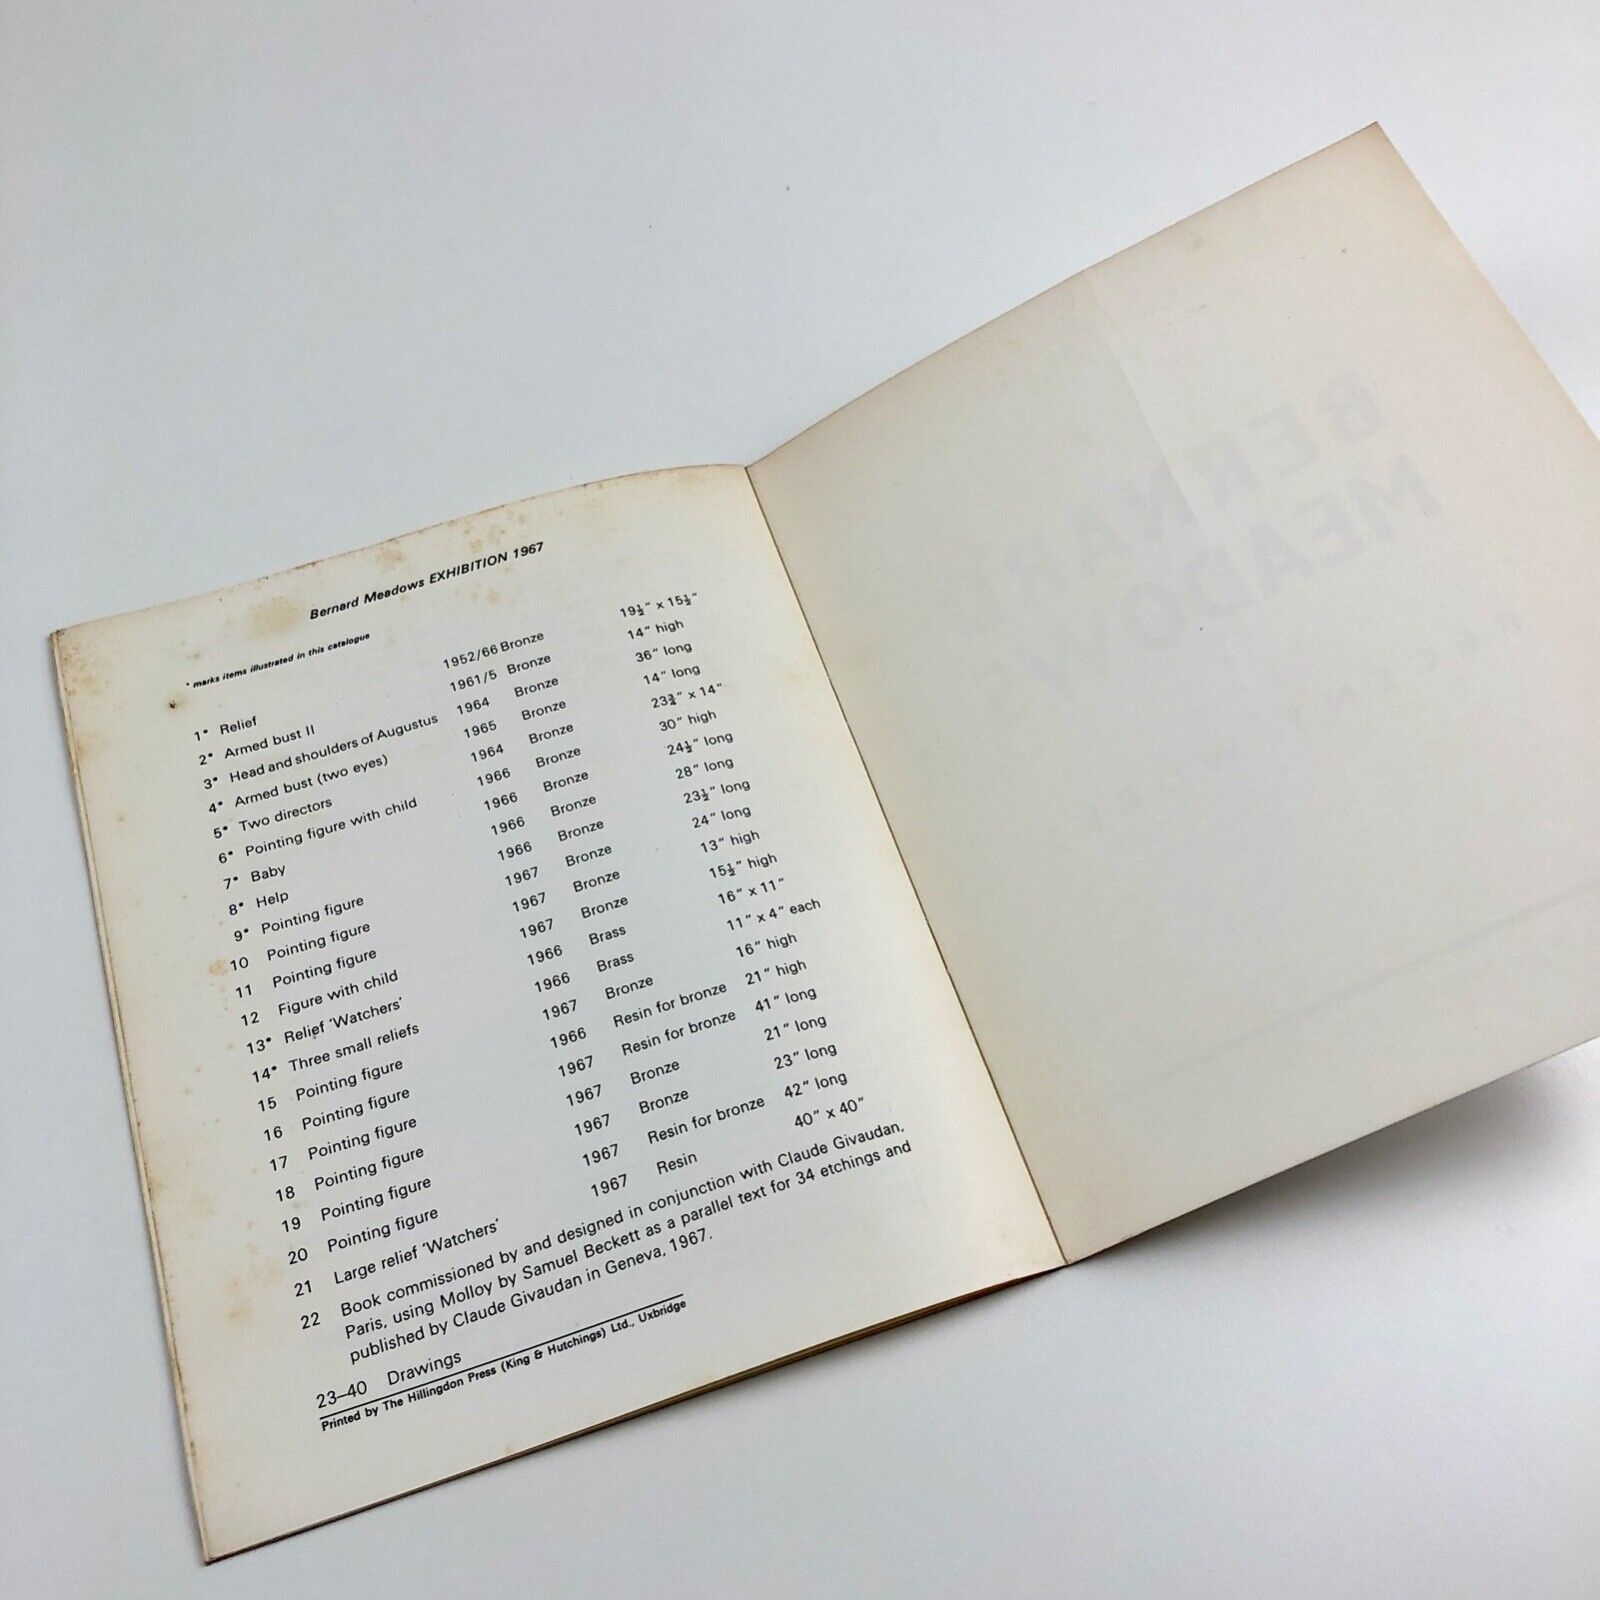 Bernard Meadows EXHIBITION 1967
* marks items illustrated in this catalogue
1* Relief 1952/66 Bronze 19½" x 15½"
2* Armed bust II 1961/5 Bronze 14" high
3* Head and shoulders of Augustus 1964 Bronze 36" long
4* Armed bust (two eyes) 1965 Bronze 14" long
5* Two directors 1964 Bronze 23¾" x 14"
6* Pointing figure with child 1966 Bronze 30" high
7* Baby 1966 Bronze 24½" long
8* Help 1966 Bronze 28" long
9* Pointing figure 1966 Bronze 23½" long
10 Pointing figure 1967 Bronze 24" long
11 Pointing figure 1967 Bronze 13" high
12 Figure with child 1967 Bronze 15½" high
13* Relief 'Watchers' 1966 Brass 16" x 11"
14* Three small reliefs 1966 Brass 11" x 4" each
15 Pointing figure 1967 Bronze 16" high
16 Pointing figure 1966 Resin for bronze 21" high
17 Pointing figure 1967 Resin for bronze 41" long
18 Pointing figure 1967 Bronze 21" long
19 Pointing figure 1967 Bronze 23" long
20 Pointing figure 1967 Resin for bronze 42" long
21 Large relief 'Watchers' 1967 Resin 40" x 40"
22 Book commissioned by and designed in conjunction with Claude Givaudan,
Paris, using Molloy by Samuel Beckett as a parallel text for 34 etchings and
published by Claude Givaudan in Geneva, 1967.
23–40 Drawings
Printed by The Hillingdon Press (King & Hutchings) Ltd., Uxbridge